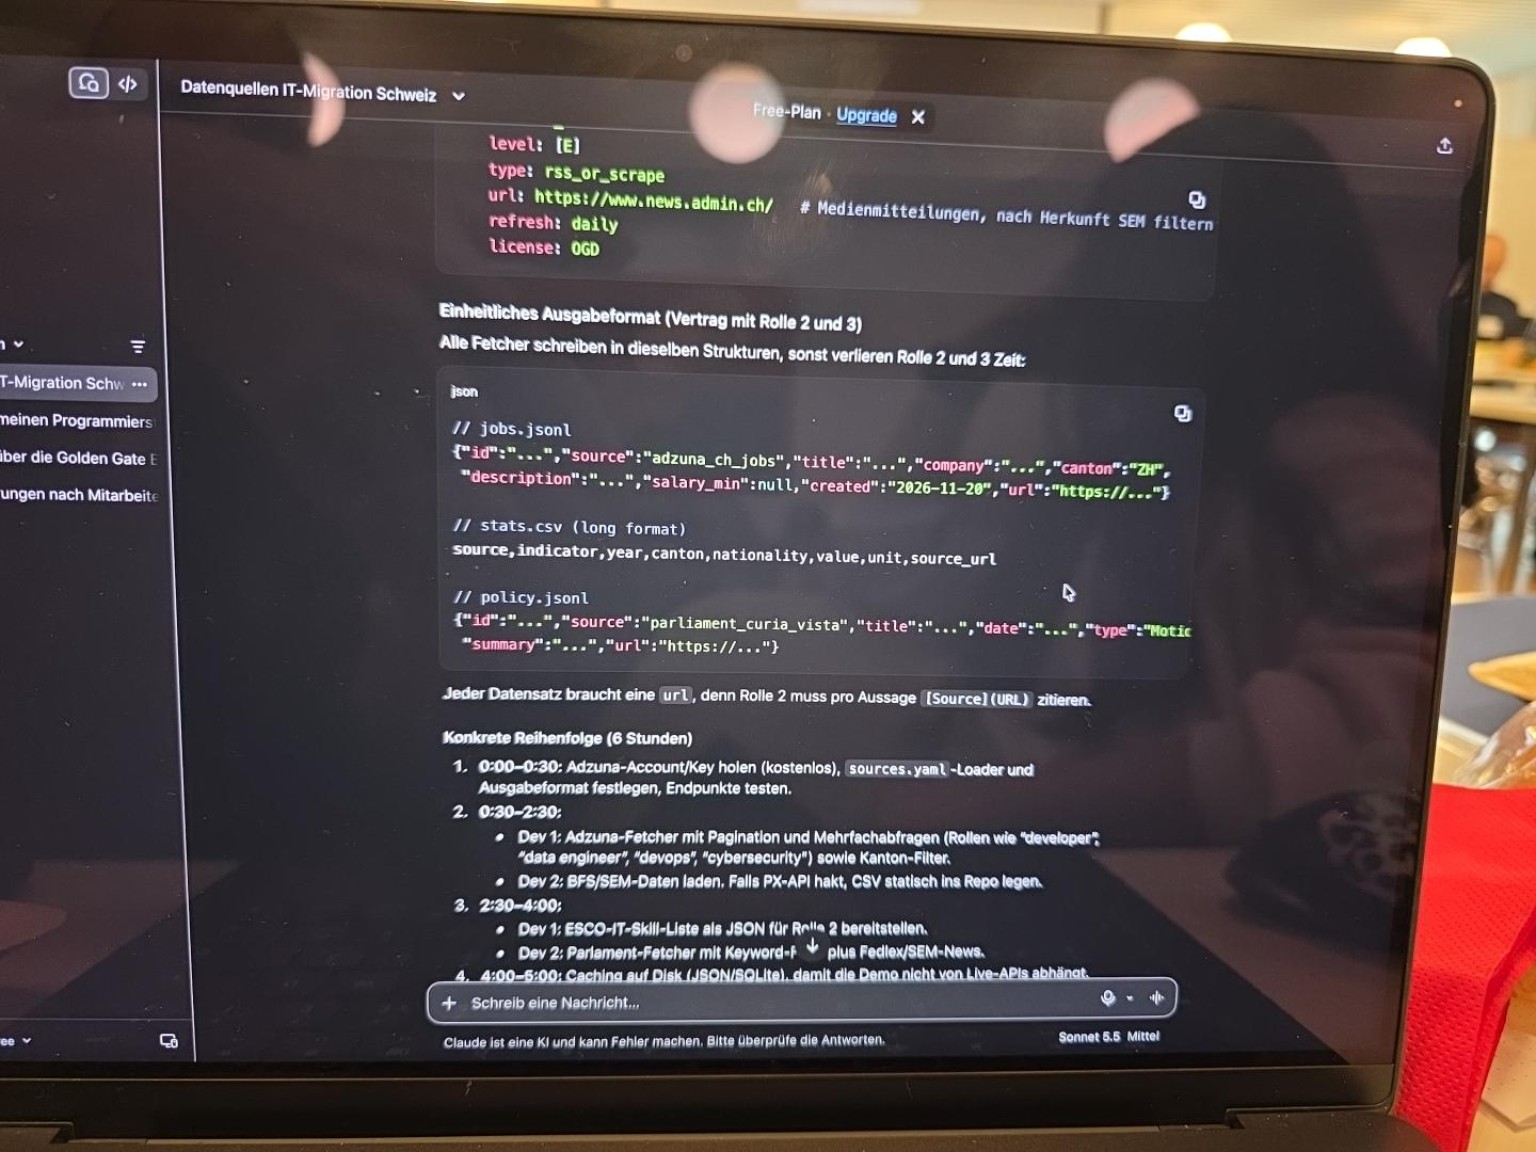 Datenquellen IT-Migration Schweiz
Free-Plan · Upgrade
level: [E]
type: rss_or_scrape
url: https://www.news.admin.ch/ # Medienmitteilungen, nach Herkunft SEM filtern
refresh: daily
license: OGD
Einheitliches Ausgabeformat (Vertrag mit Rolle 2 und 3)
Alle Fetcher schreiben in dieselben Strukturen, sonst verlieren Rolle 2 und 3 Zeit:
json
// jobs.jsonl
{"id":"...","source":"adzuna_ch_jobs","title":"...","company":"...","canton":"ZH",
"description":"...","salary_min":null,"created":"2026-11-20","url":"https://..."}
// stats.csv (long format)
source,indicator,year,canton,nationality,value,unit,source_url
// policy.jsonl
{"id":"...","source":"parliament_curia_vista","title":"...","date":"...","type":"Motio
"summary":"...","url":"https://..."}
Jeder Datensatz braucht eine url, denn Rolle 2 muss pro Aussage [Source](URL) zitieren.
Konkrete Reihenfolge (6 Stunden)
1. 0:00–0:30: Adzuna-Account/Key holen (kostenlos), sources.yaml-Loader und
Ausgabeformat festlegen, Endpunkte testen.
2. 0:30–2:30:
• Dev 1: Adzuna-Fetcher mit Pagination und Mehrfachabfragen (Rollen wie "developer",
"data engineer", "devops", "cybersecurity") sowie Kanton-Filter.
• Dev 2: BFS/SEM-Daten laden. Falls PX-API hakt, CSV statisch ins Repo legen.
3. 2:30–4:00:
• Dev 1: ESCO-IT-Skill-Liste als JSON für Rolle 2 bereitstellen.
• Dev 2: Parlament-Fetcher mit Keyword-F plus Fedlex/SEM-News.
4. 4:00–5:00: Caching auf Disk (JSON/SQLite), damit die Demo nicht von Live-APIs abhängt.
T-Migration Schw ...
meinen Programmiers
über die Golden Gate B
ungen nach Mitarbeite
ee
Schreib eine Nachricht...
Claude ist eine KI und kann Fehler machen. Bitte überprüfe die Antworten.
Sonnet 5.5 Mittel